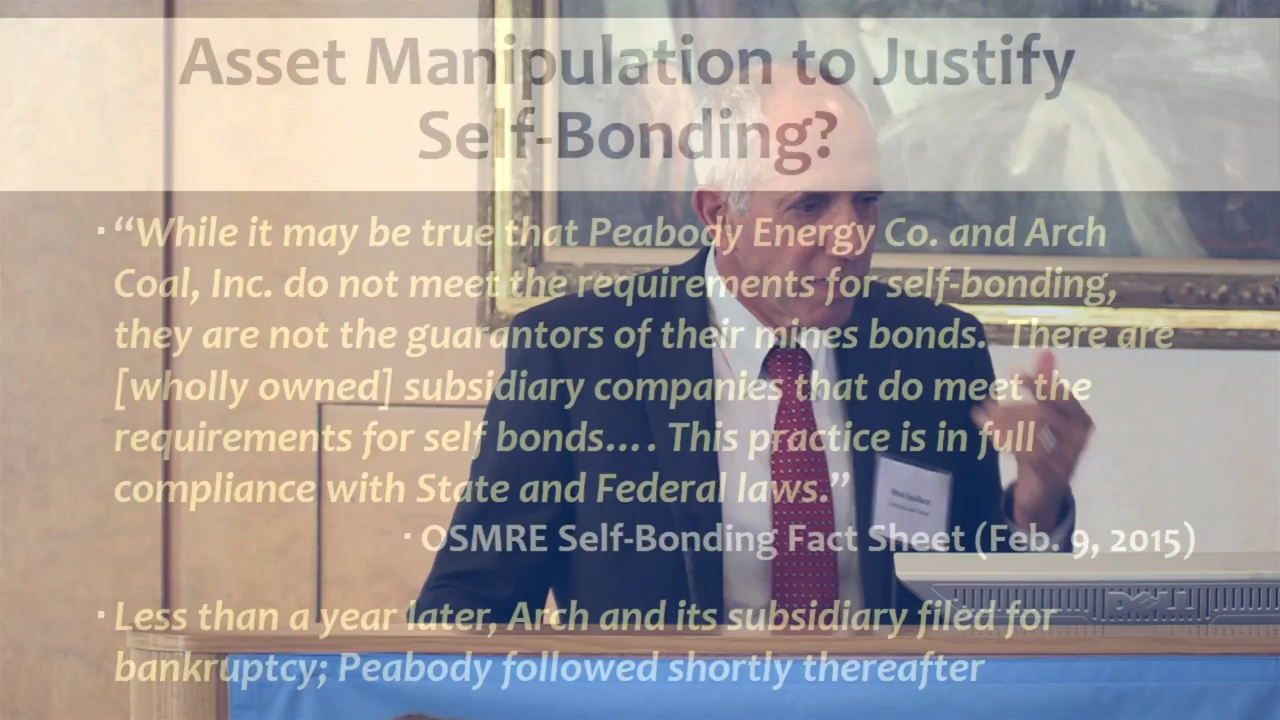 Asset Manipulation to Justify
Self-Bonding?
· “While it may be true that Peabody Energy Co. and Arch
Coal, Inc. do not meet the requirements for self-bonding,
they are not the guarantors of their mines bonds. There are
[wholly owned] subsidiary companies that do meet the
requirements for self bonds…. This practice is in full
compliance with State and Federal laws.”
· OSMRE Self-Bonding Fact Sheet (Feb. 9, 2015)
· Less than a year later, Arch and its subsidiary filed for
bankruptcy; Peabody followed shortly thereafter
DELL